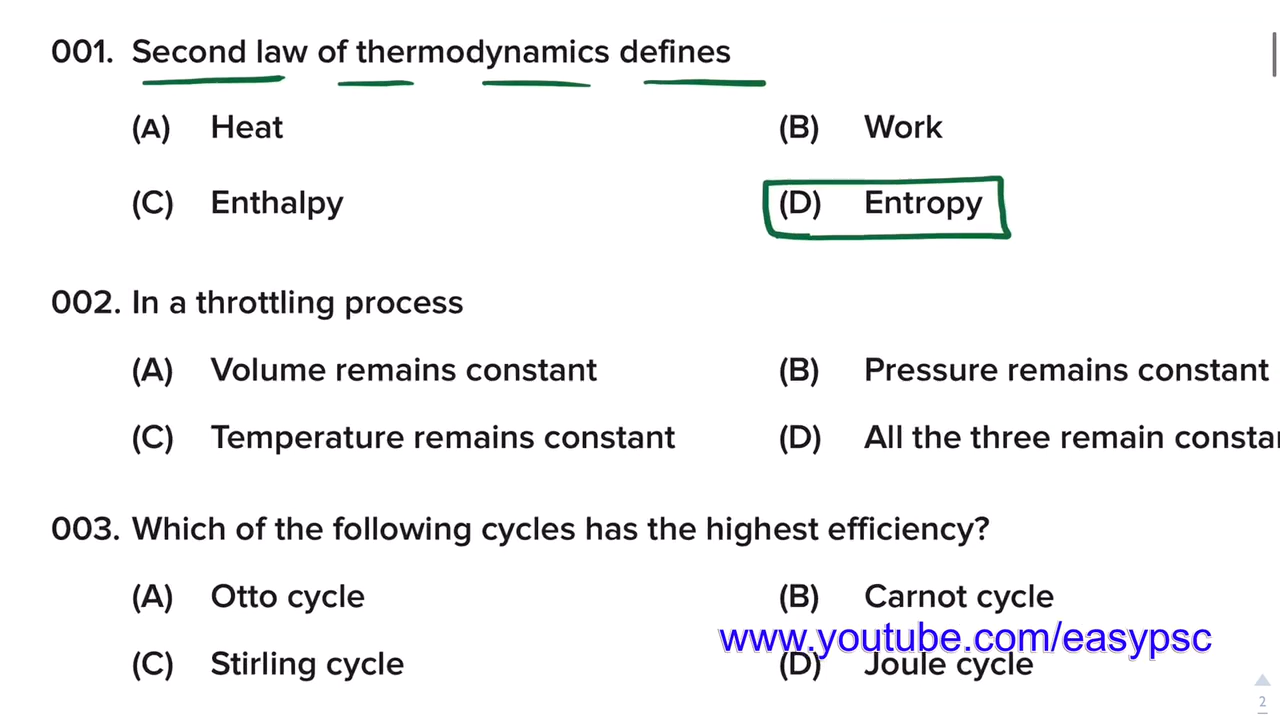 001. Second law of thermodynamics defines
(A) Heat (B) Work
(C) Enthalpy (D) Entropy
002. In a throttling process
(A) Volume remains constant (B) Pressure remains constant
(C) Temperature remains constant (D) All the three remain
003. Which of the following cycles has the highest efficiency?
(A) Otto cycle (B) Carnot cycle
www.youtube.com/easypsc
(C) Stirling cycle (D) Joule cycle
2